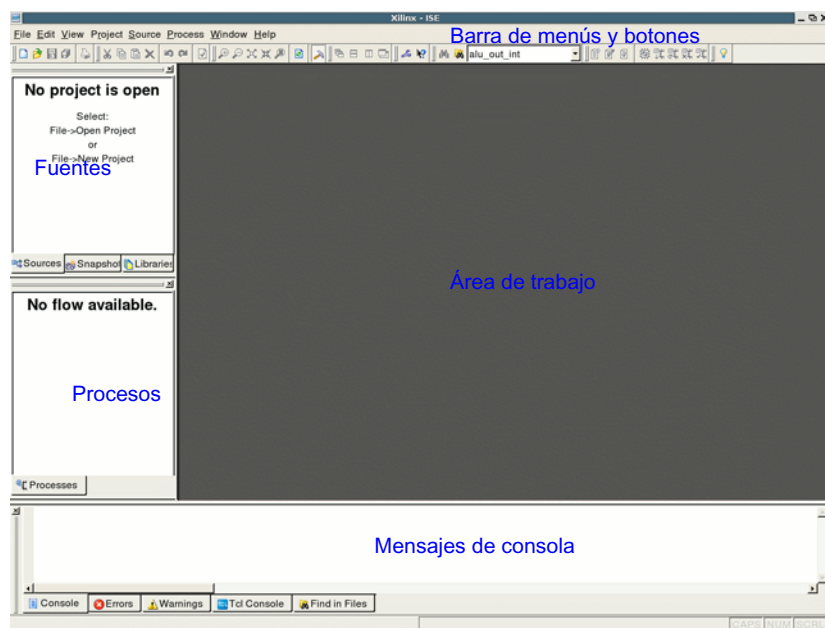 Xilinx - ISE
File Edit View Project Source Process Window Help
Barra de menús y botones
alu_out_int
No project is open
Select:
File->Open Project
or
File->New Project
Fuentes
Sources Snapshot Libraries
Área de trabajo
No flow available.
Procesos
Processes
Mensajes de consola
Console Errors Warnings Tcl Console Find in Files
CAPS NUM SCRL